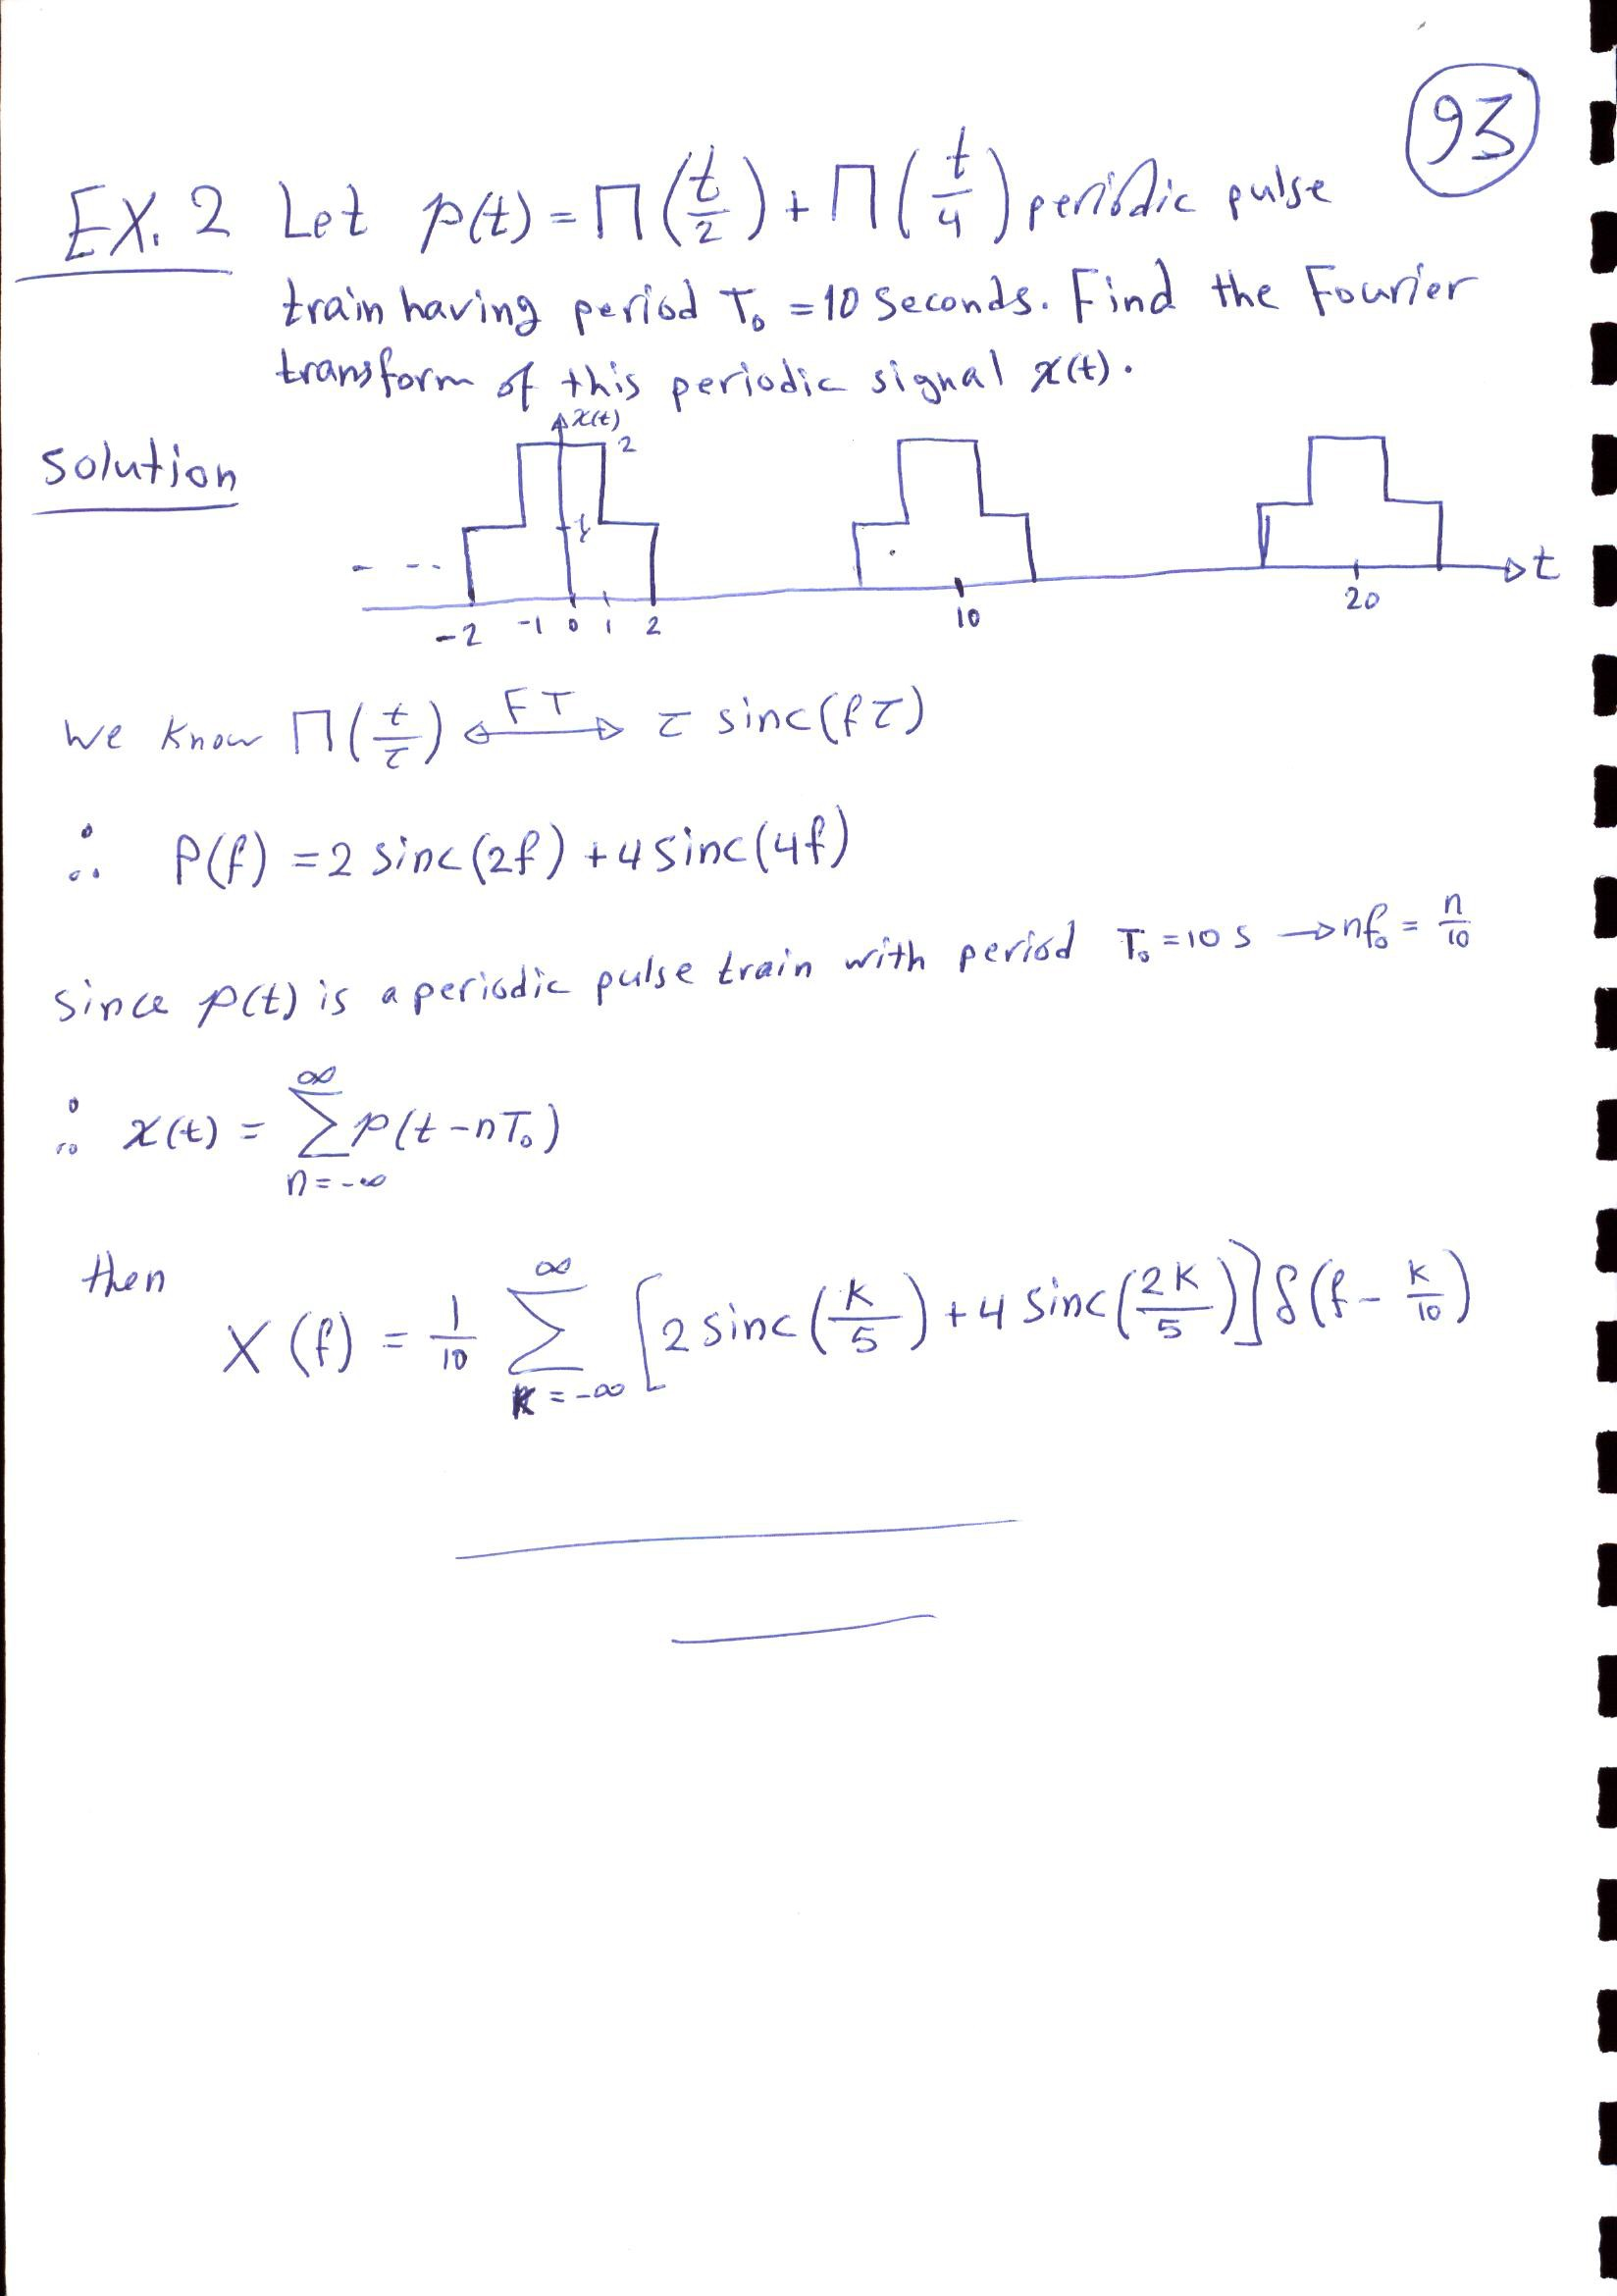 93
EX. 2 Let p(t) = Π(t/2) + Π(t/4) periodic pulse
train having period T₀ = 10 seconds. Find the Fourier
transform of this periodic signal x(t).
Solution
x(t)
2
1
t
-2 -1 0 1 2 10 20
We know Π(t/τ) ←FT→ τ sinc(fτ)
∴ P(f) = 2 sinc(2f) + 4 sinc(4f)
Since p(t) is a periodic pulse train with period T₀ = 10 s → nf₀ = n/10
∴ x(t) = ∑_{n=-∞}^{∞} p(t - nT₀)
then
X(f) = 1/10 ∑_{k=-∞}^{∞} [2 sinc(k/5) + 4 sinc(2k/5)] δ(f - k/10)